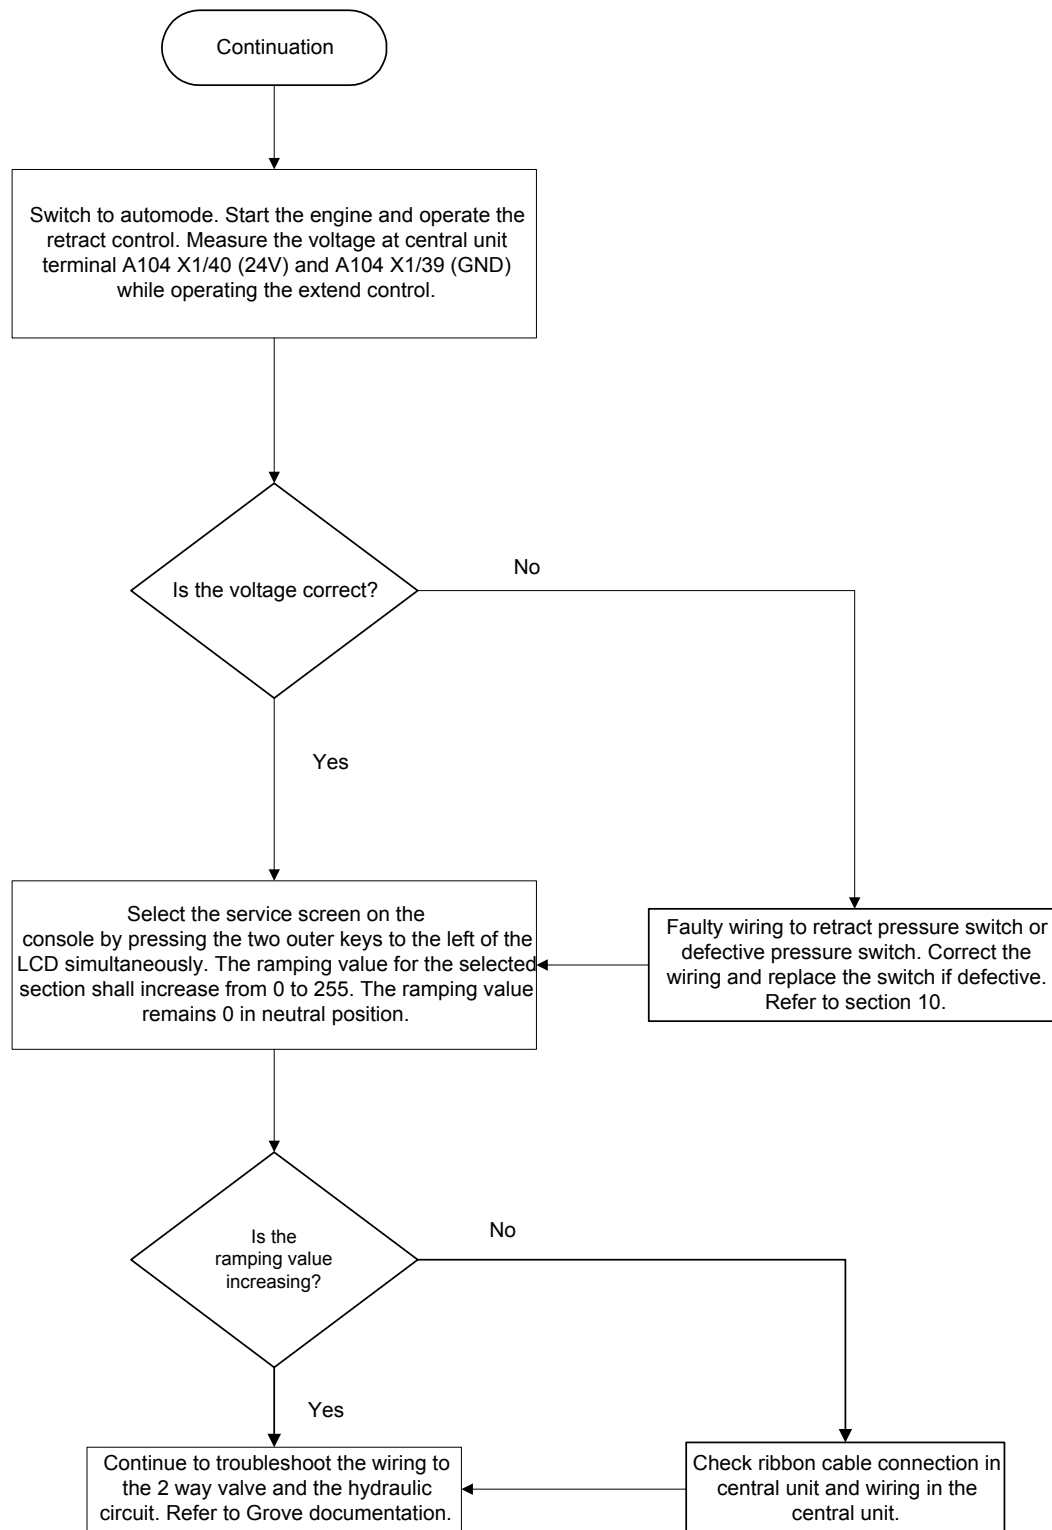 Continuation
Switch to automode. Start the engine and operate the
retract control. Measure the voltage at central unit
terminal A104 X1/40 (24V) and A104 X1/39 (GND)
while operating the extend control.
Is the voltage correct?
No
Yes
Select the service screen on the
console by pressing the two outer keys to the left of the
LCD simultaneously. The ramping value for the selected
section shall increase from 0 to 255. The ramping value
remains 0 in neutral position.
Faulty wiring to retract pressure switch or
defective pressure switch. Correct the
wiring and replace the switch if defective.
Refer to section 10.
Is the
ramping value
increasing?
No
Yes
Continue to troubleshoot the wiring to
the 2 way valve and the hydraulic
circuit. Refer to Grove documentation.
Check ribbon cable connection in
central unit and wiring in the
central unit.